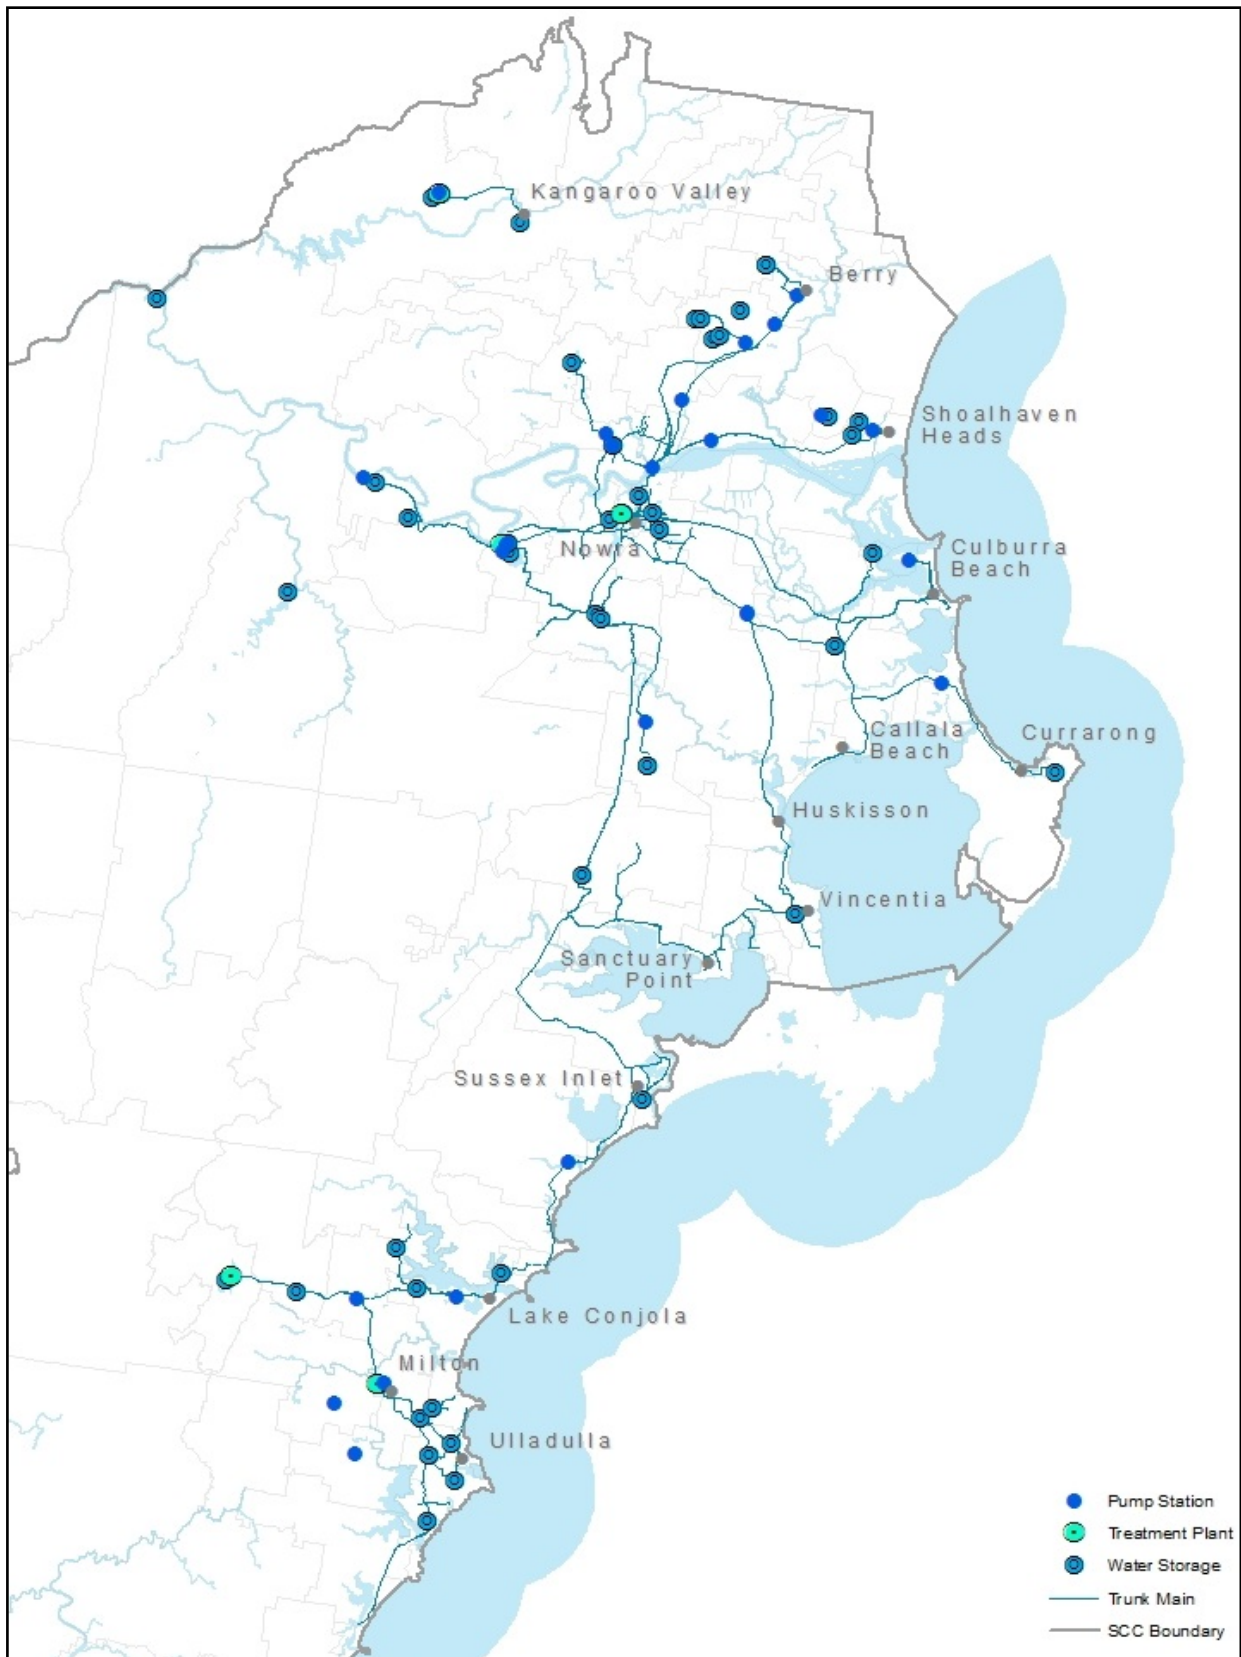 Kangaroo Valley
Berry
Shoalhaven
Heads
Culburra
Beach
Nowra
Callala
Beach
Currarong
Huskisson
Vincentia
Sanctuary
Point
Sussex Inlet
Lake Conjola
Milton
Ulladulla
Pump Station
Treatment Plant
Water Storage
Trunk Main
SCC Boundary